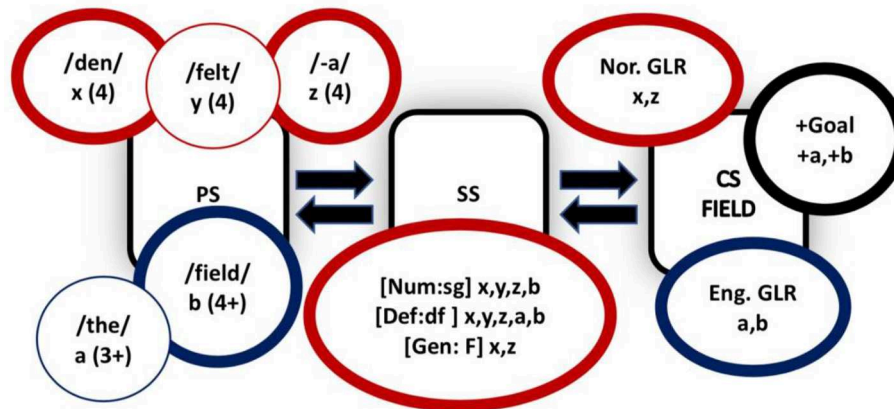 /den/
x (4)
/felt/
y (4)
/-a/
z (4)
Nor. GLR
x,z
+Goal
+a,+b
PS
SS
CS
FIELD
/field/
b (4+)
/the/
a (3+)
[Num:sg] x,y,z,b
[Def:df ] x,y,z,a,b
[Gen: F] x,z
Eng. GLR
a,b